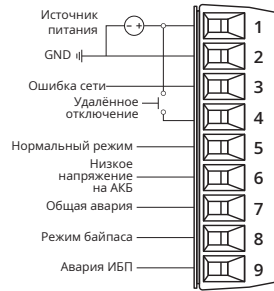 Источник
питания
- +
1
GND
2
Ошибка сети
3
Удалённое
отключение
4
Нормальный режим
5
Низкое
напряжение
на АКБ
6
Общая авария
7
Режим байпаса
8
Авария ИБП
9